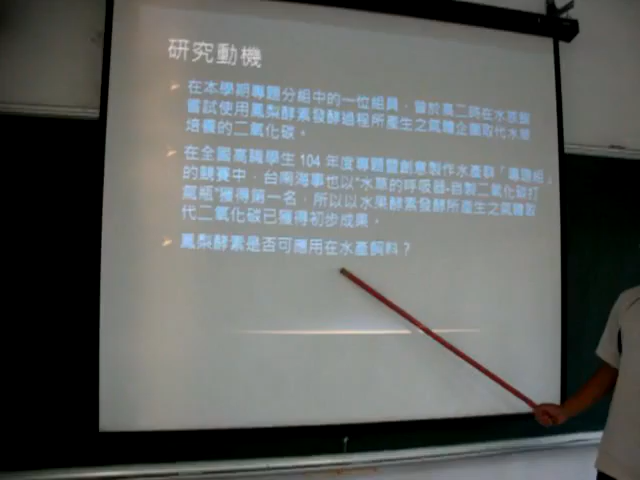 研究動機
在本學期專題分組中的一位組員，曾於高二時在水族館
嘗試使用鳳梨酵素發酵過程所產生之氣體企圖取代水草
培養的二氧化碳。
在全國高職學生104年度專題暨創意製作水產群「專題組」
的競賽中，台南海事也以"水蒸的呼吸器-自製二氧化碳打
氣瓶"獲得第一名，所以以水果酵素發酵所產生之氣體取
代二氧化碳已獲得初步成果。
鳳梨酵素是否可應用在水產飼料？